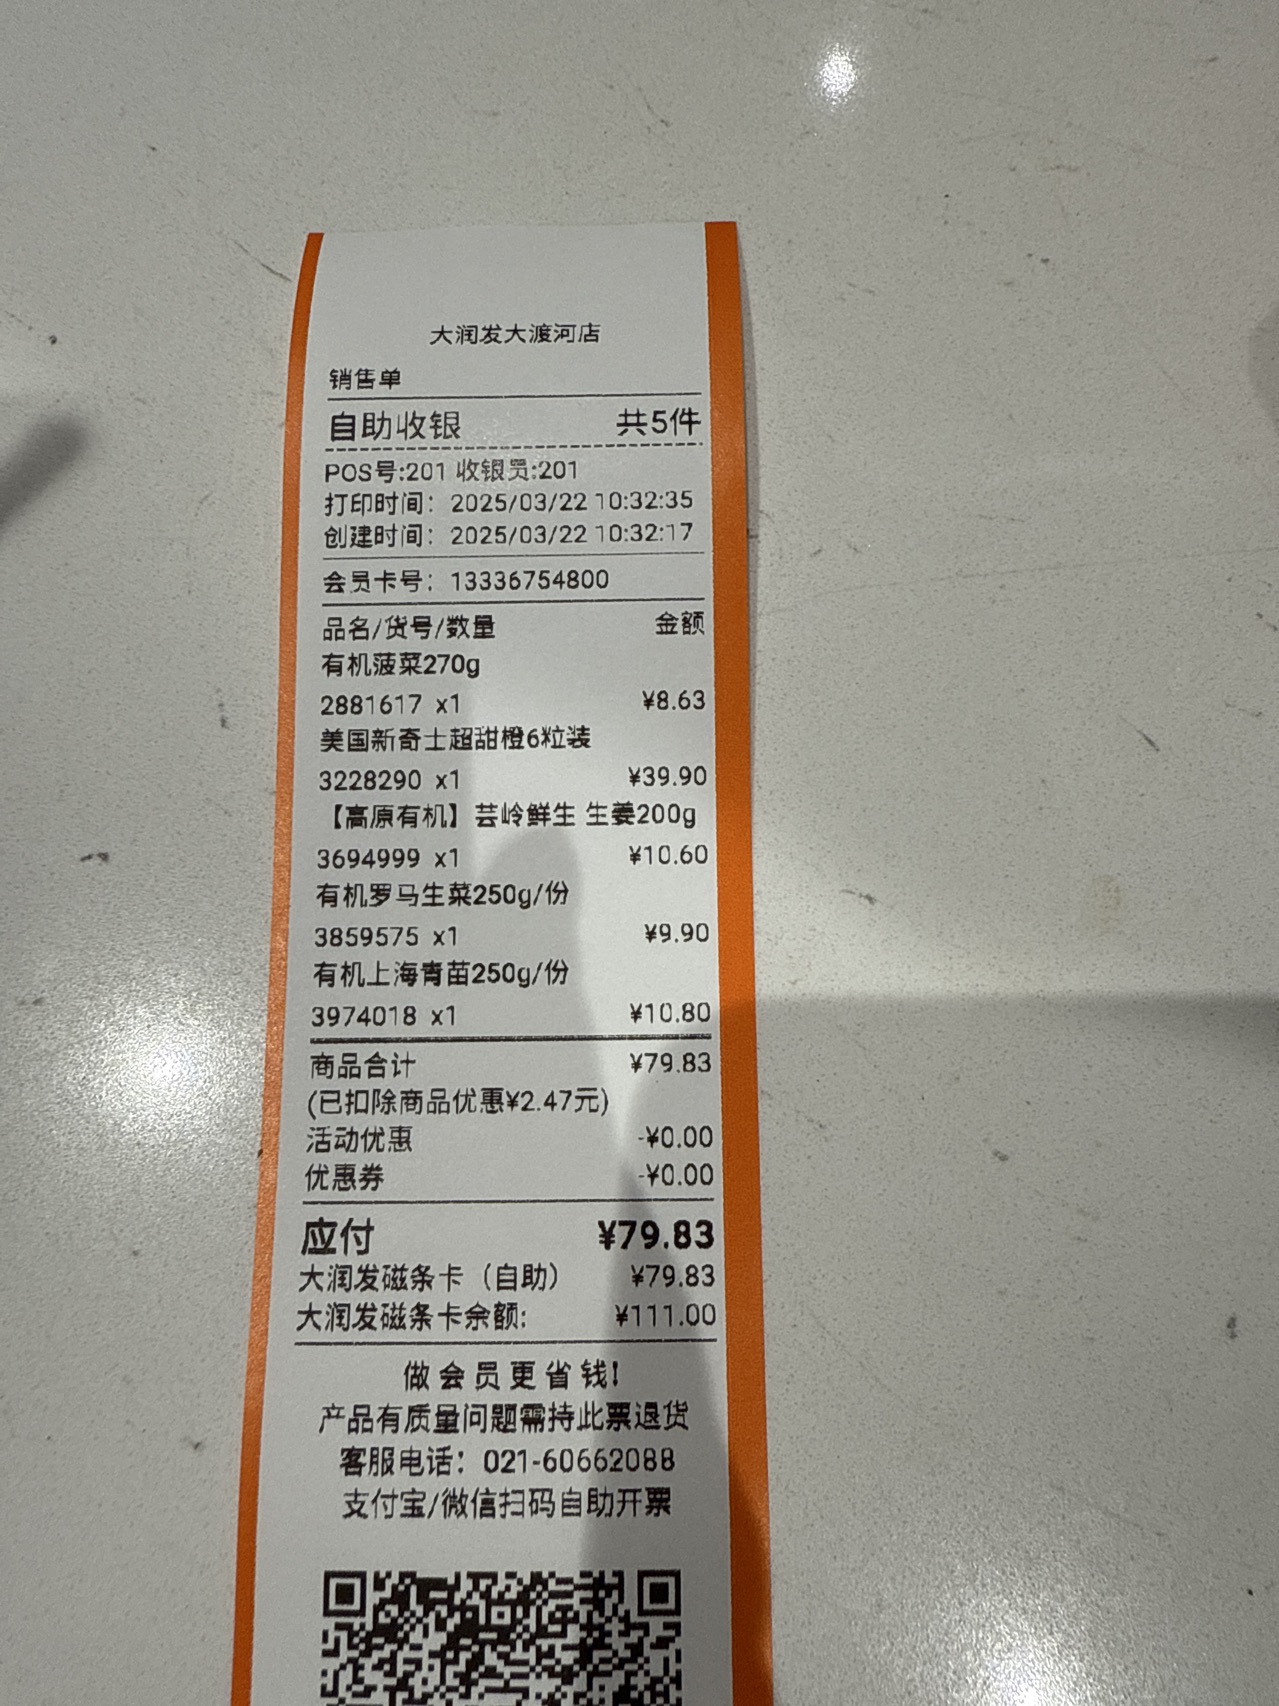 大润发大渡河店
销售单
自助收银 共5件
POS号:201 收银员:201
打印时间：2025/03/22 10:32:35
创建时间：2025/03/22 10:32:17
会员卡号：13336754800
品名/货号/数量 金额
有机菠菜270g
2881617 x1 ¥8.63
美国新奇士超甜橙6粒装
3228290 x1 ¥39.90
【高原有机】芸岭鲜生 生姜200g
3694999 x1 ¥10.60
有机罗马生菜250g/份
3859575 x1 ¥9.90
有机上海青苗250g/份
3974018 x1 ¥10.80
商品合计 ¥79.83
(已扣除商品优惠¥2.47元)
活动优惠 -¥0.00
优惠券 -¥0.00
应付 ¥79.83
大润发磁条卡（自助） ¥79.83
大润发磁条卡余额: ¥111.00
做会员更省钱!
产品有质量问题需持此票退货
客服电话：021-60662088
支付宝/微信扫码自助开票